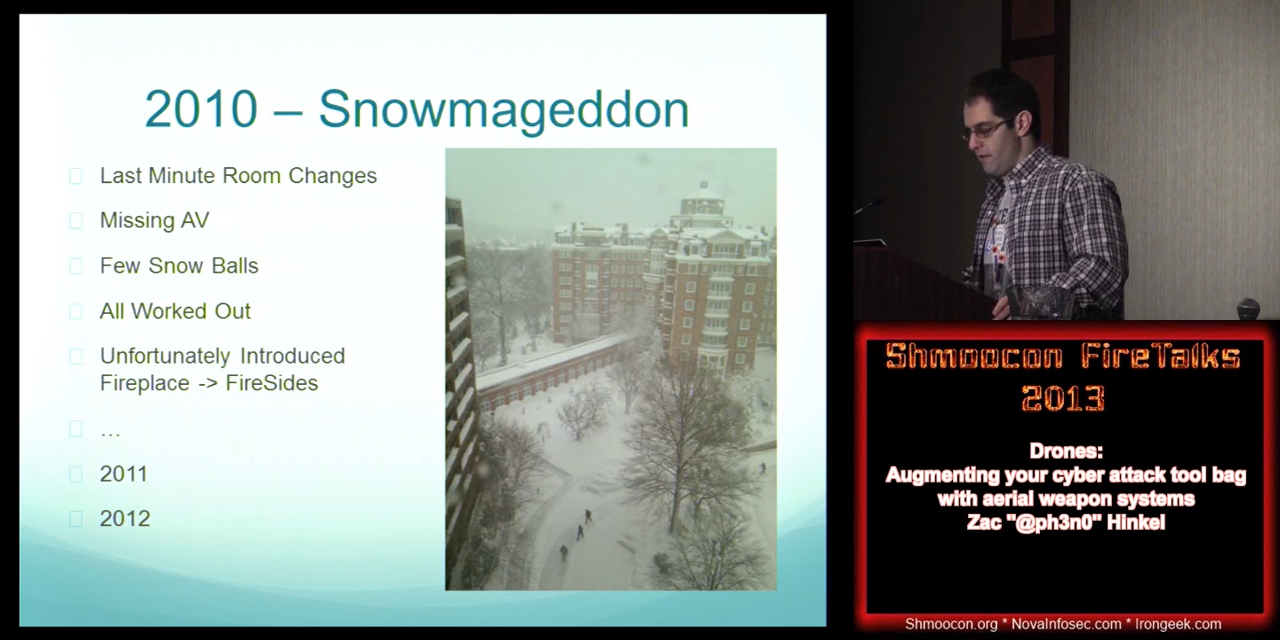 2010 – Snowmageddon
Last Minute Room Changes
Missing AV
Few Snow Balls
All Worked Out
Unfortunately Introduced
Fireplace -> FireSides
...
2011
2012
Shmoocon FireTalks
2013
Drones:
Augmenting your cyber attack tool bag
with aerial weapon systems
Zac "@ph3n0" Hinkel
Shmoocon.org * NovaInfosec.com * Irongeek.com